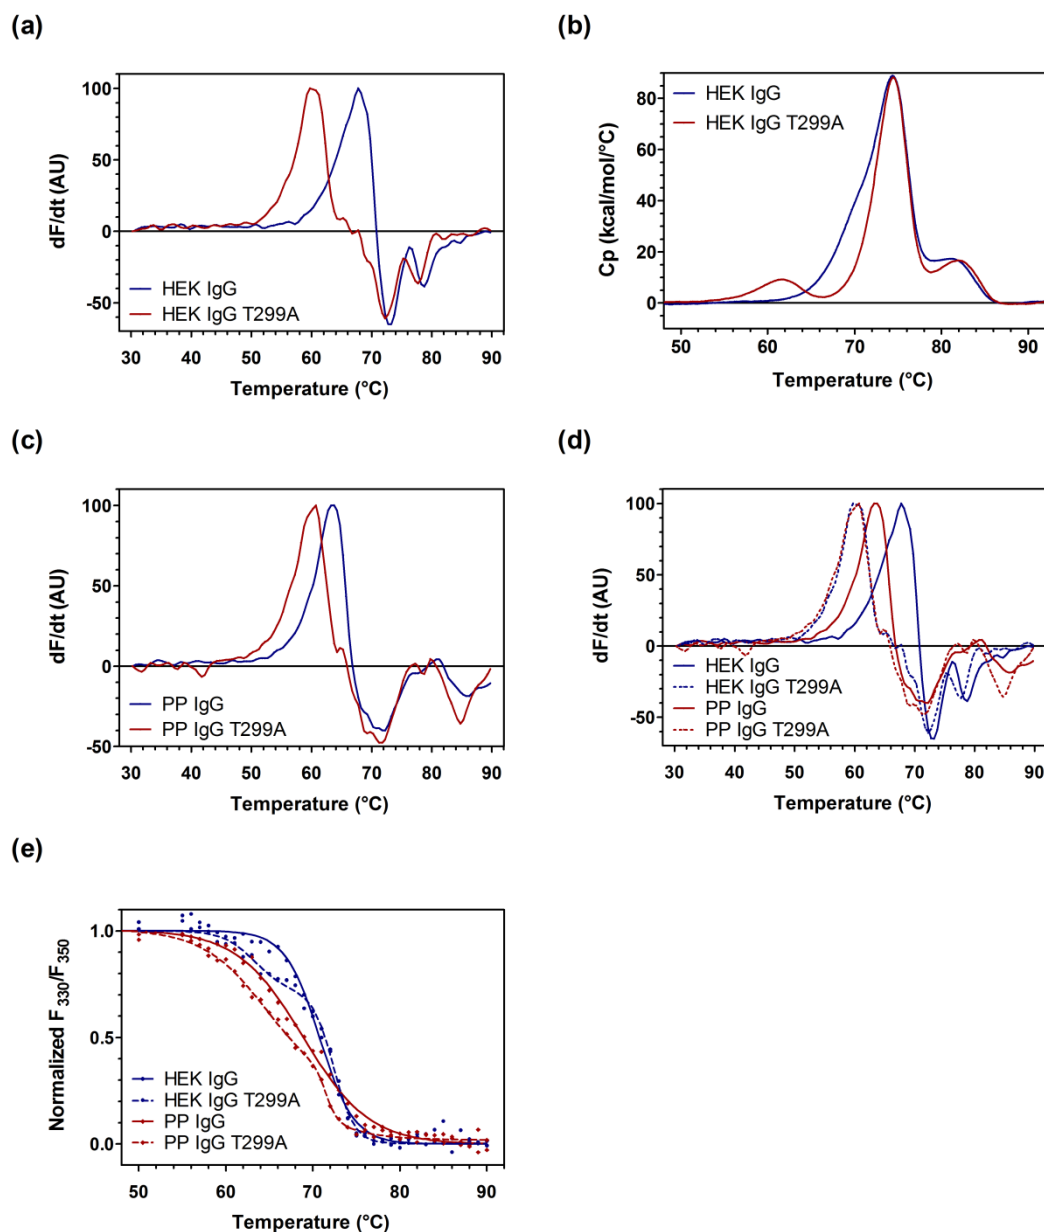 (a)
100
50
0
-50
dF/dt (AU)
HEK IgG
HEK IgG T299A
30 40 50 60 70 80 90
Temperature (°C)
(b)
80
60
40
20
0
Cp (kcal/mol/°C)
HEK IgG
HEK IgG T299A
50 60 70 80 90
Temperature (°C)
(c)
100
50
0
-50
dF/dt (AU)
PP IgG
PP IgG T299A
30 40 50 60 70 80 90
Temperature (°C)
(d)
100
50
0
-50
dF/dt (AU)
HEK IgG
HEK IgG T299A
PP IgG
PP IgG T299A
30 40 50 60 70 80 90
Temperature (°C)
(e)
1.0
0.5
0.0
Normalized F330/F350
HEK IgG
HEK IgG T299A
PP IgG
PP IgG T299A
50 60 70 80 90
Temperature (°C)